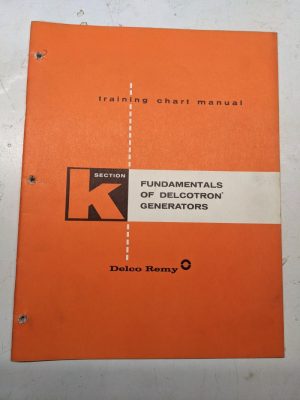 training chart manual
SECTION
K
FUNDAMENTALS
OF DELCOTRON
GENERATORS
Delco Remy